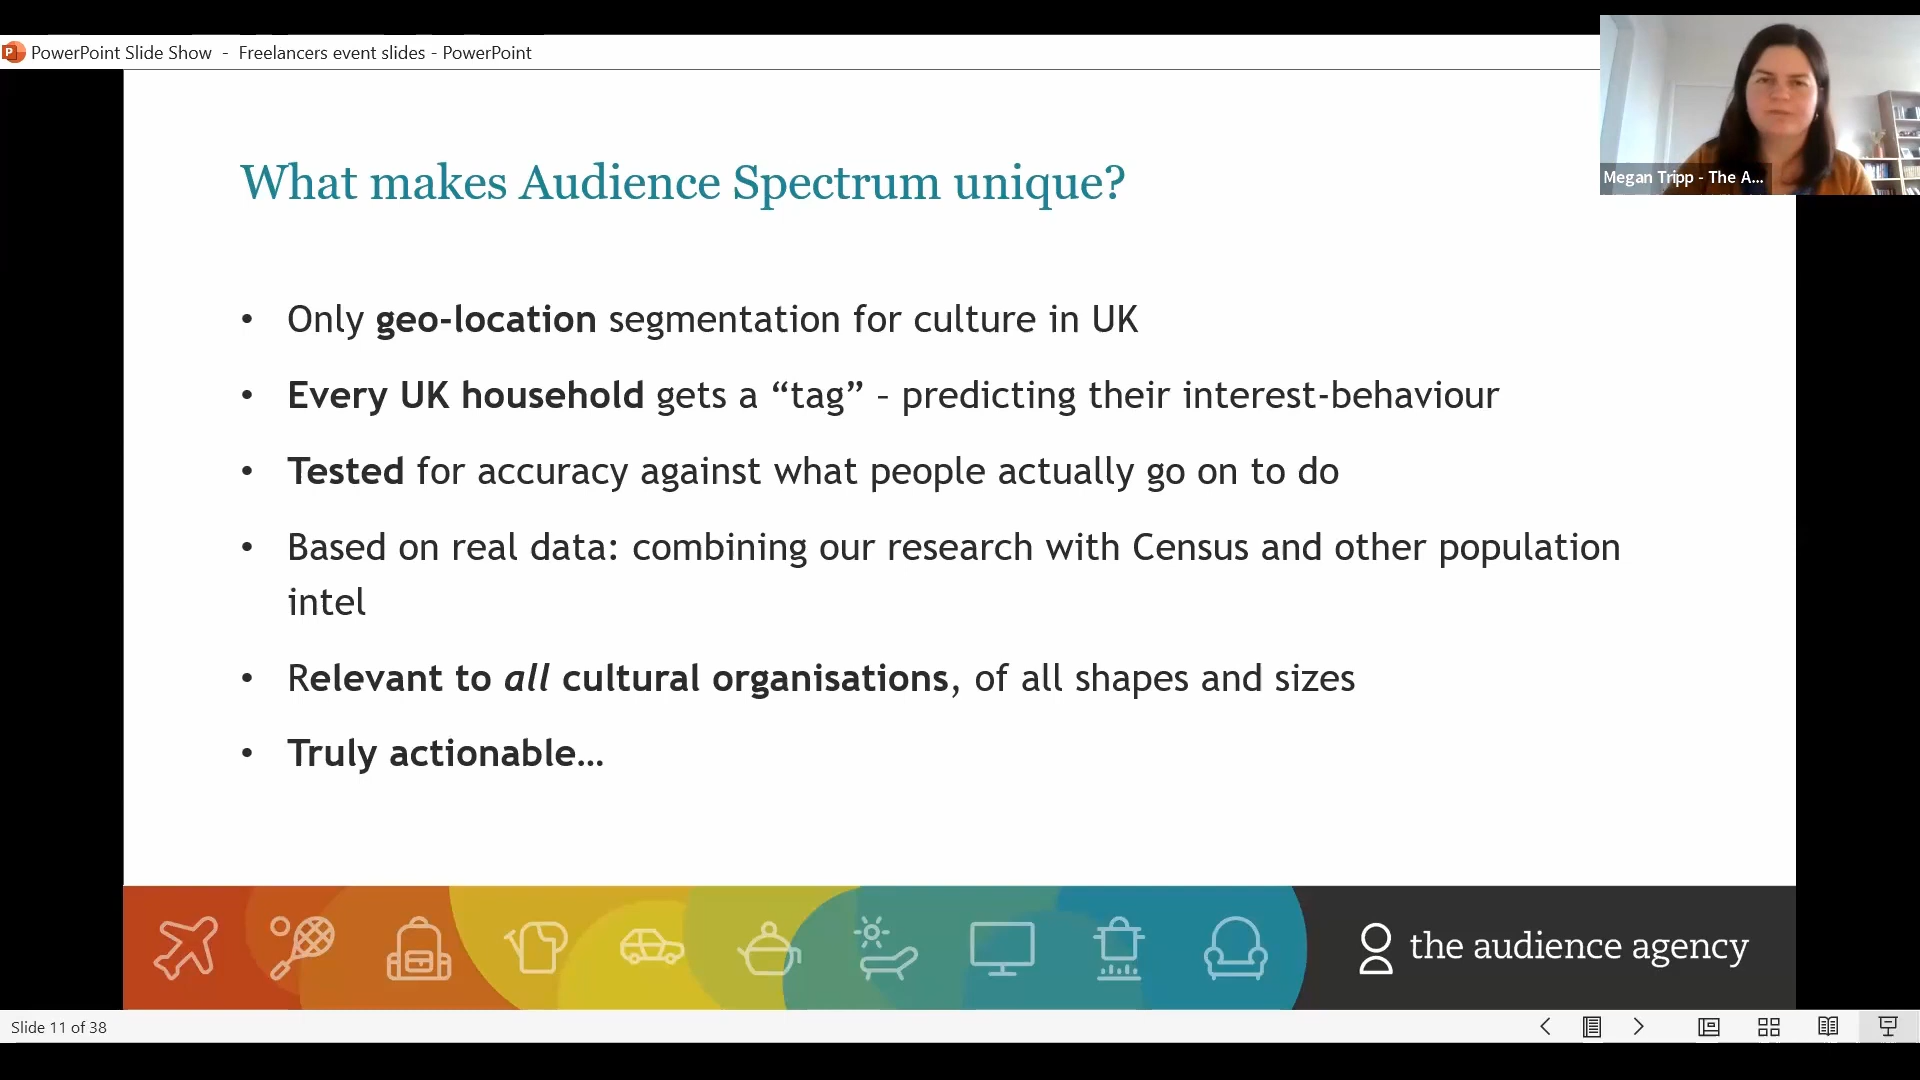 PowerPoint Slide Show - Freelancers event slides - PowerPoint
Megan Tripp - The A...
What makes Audience Spectrum unique?
• Only geo-location segmentation for culture in UK
• Every UK household gets a “tag” – predicting their interest-behaviour
• Tested for accuracy against what people actually go on to do
• Based on real data: combining our research with Census and other population
intel
• Relevant to all cultural organisations, of all shapes and sizes
• Truly actionable…
the audience agency
Slide 11 of 38